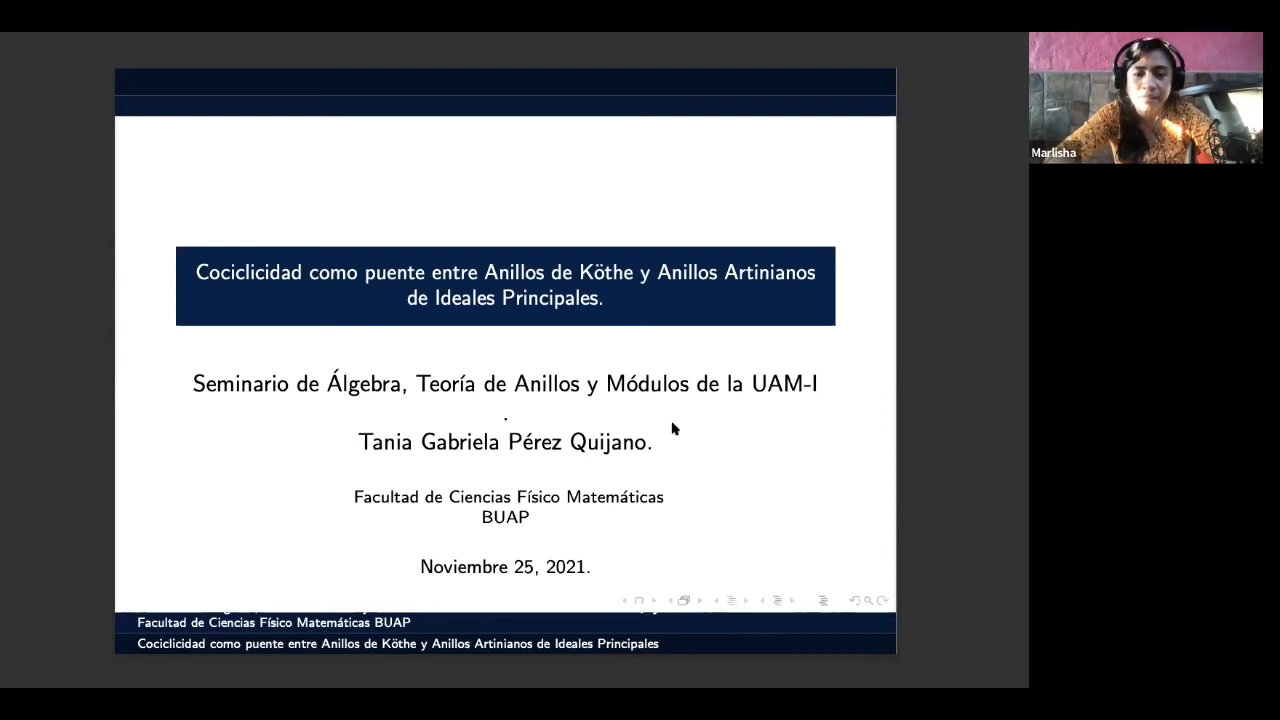 Marlisha
Cociclicidad como puente entre Anillos de Köthe y Anillos Artinianos
de Ideales Principales.
Seminario de Álgebra, Teoría de Anillos y Módulos de la UAM-I
.
Tania Gabriela Pérez Quijano.
Facultad de Ciencias Físico Matemáticas
BUAP
Noviembre 25, 2021.
Facultad de Ciencias Físico Matemáticas BUAP
Cociclicidad como puente entre Anillos de Köthe y Anillos Artinianos de Ideales Principales